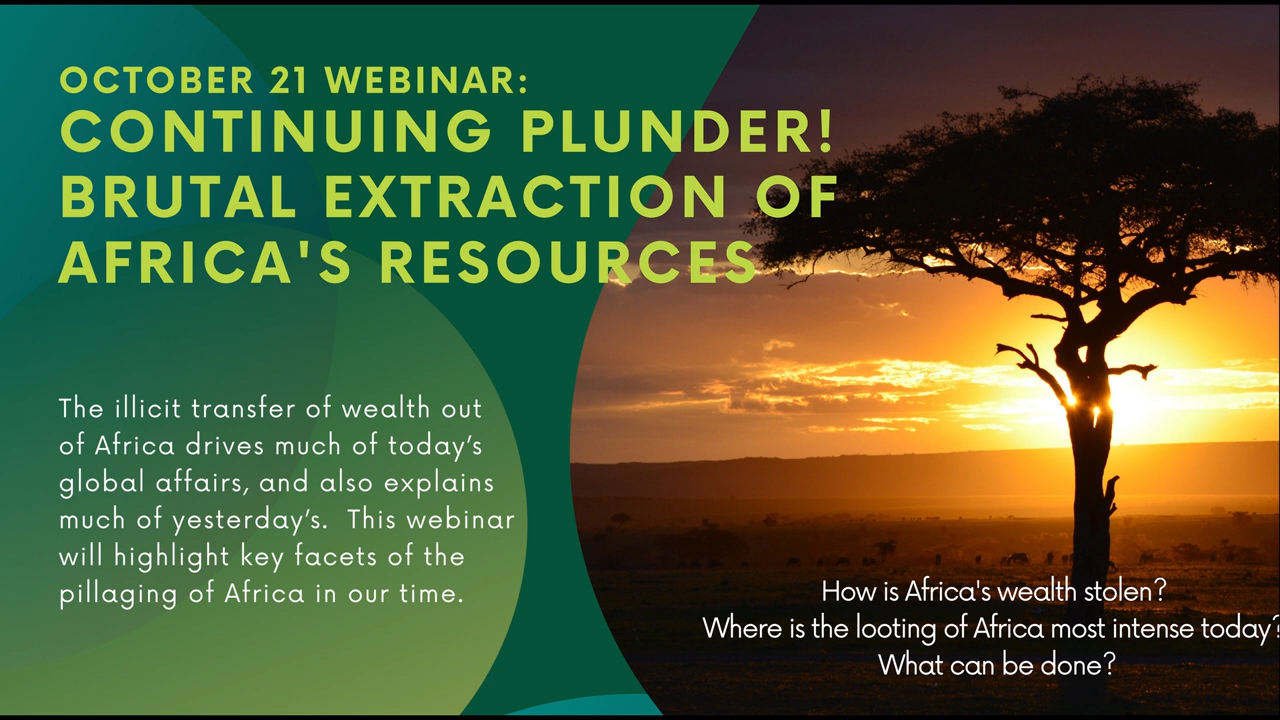 OCTOBER 21 WEBINAR:
CONTINUING PLUNDER!
BRUTAL EXTRACTION OF
AFRICA'S RESOURCES
The illicit transfer of wealth out
of Africa drives much of today's
global affairs, and also explains
much of yesterday's. This webinar
will highlight key facets of the
pillaging of Africa in our time.
How is Africa's wealth stolen?
Where is the looting of Africa most intense today?
What can be done?